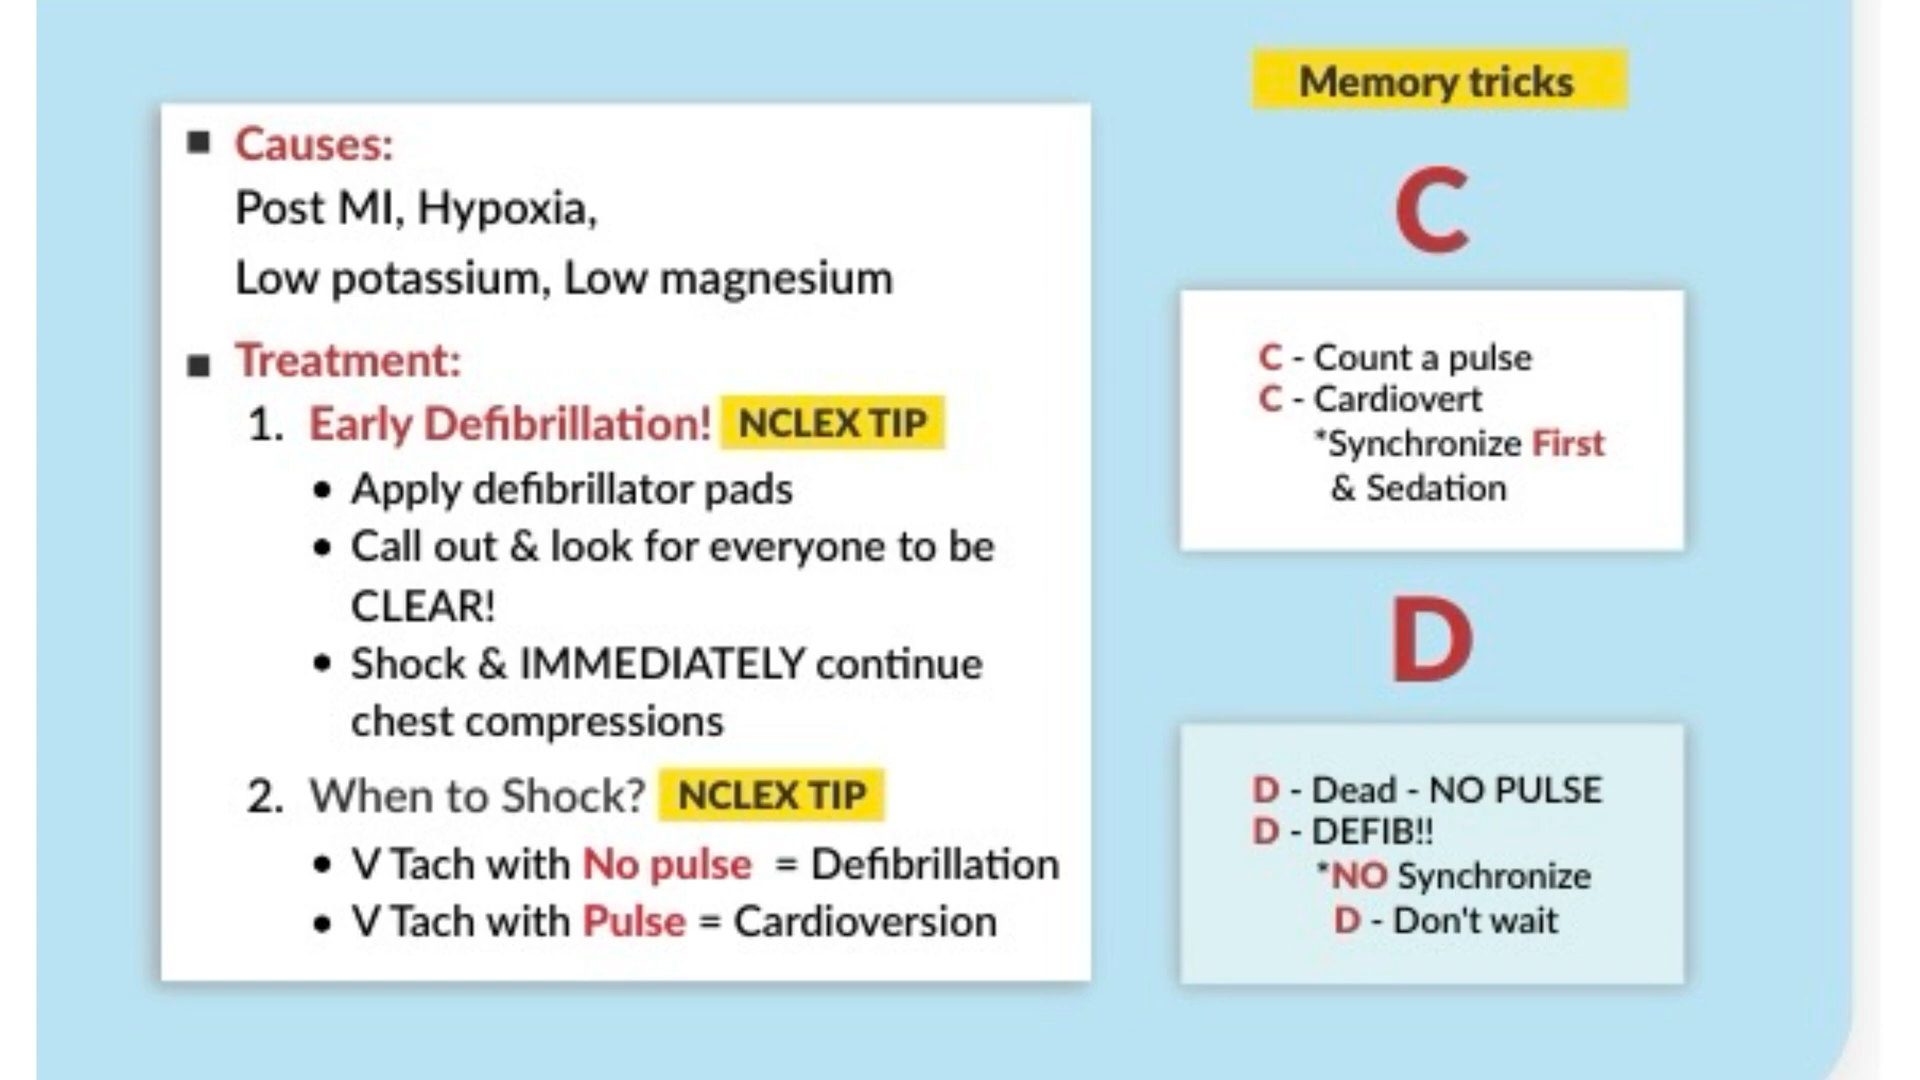 ■ Causes:
Post MI, Hypoxia,
Low potassium, Low magnesium
■ Treatment:
1. Early Defibrillation! NCLEX TIP
• Apply defibrillator pads
• Call out & look for everyone to be
CLEAR!
• Shock & IMMEDIATELY continue
chest compressions
2. When to Shock? NCLEX TIP
• V Tach with No pulse = Defibrillation
• V Tach with Pulse = Cardioversion
Memory tricks
C
C - Count a pulse
C - Cardiovert
*Synchronize First
& Sedation
D
D - Dead - NO PULSE
D - DEFIB!!
*NO Synchronize
D - Don't wait